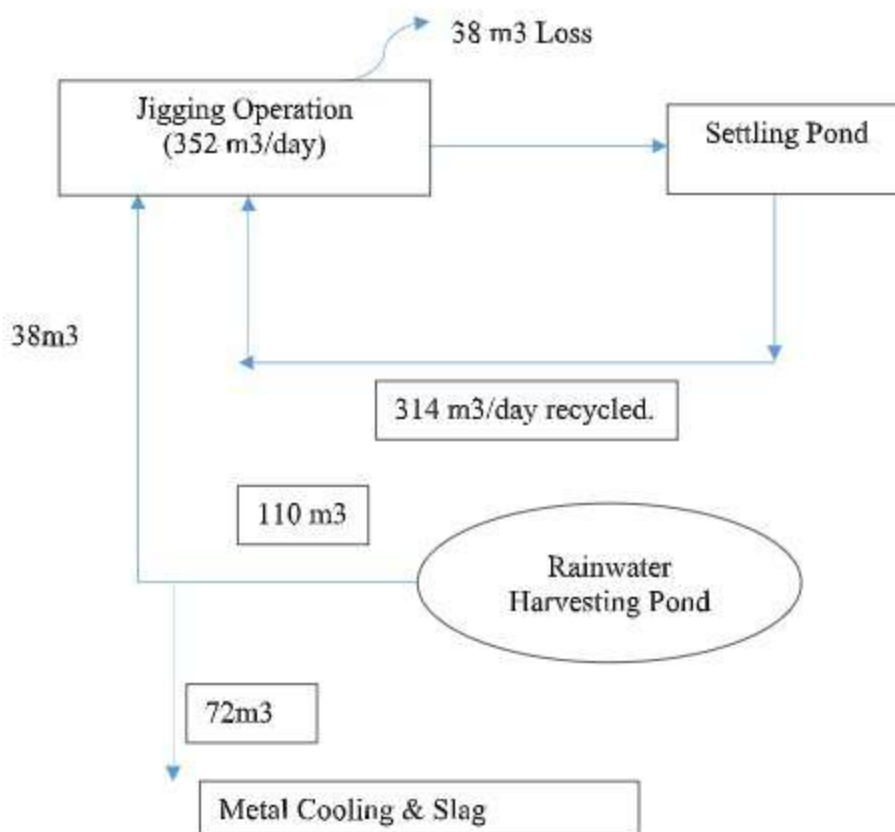 38 m3 Loss
Jigging Operation
(352 m3/day)
Settling Pond
38m3
314 m3/day recycled.
110 m3
Rainwater
Harvesting Pond
72m3
Metal Cooling & Slag